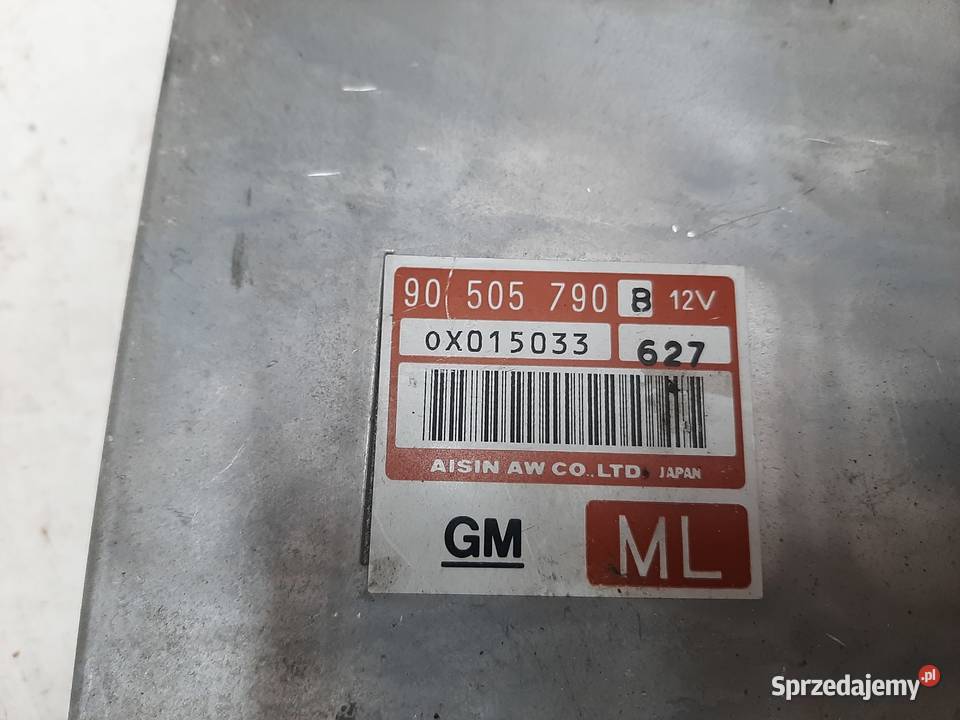 90 505 790 B 12V
0X015033 627
AISIN AW CO.,LTD. JAPAN
GM ML
Sprzedajemy.pl